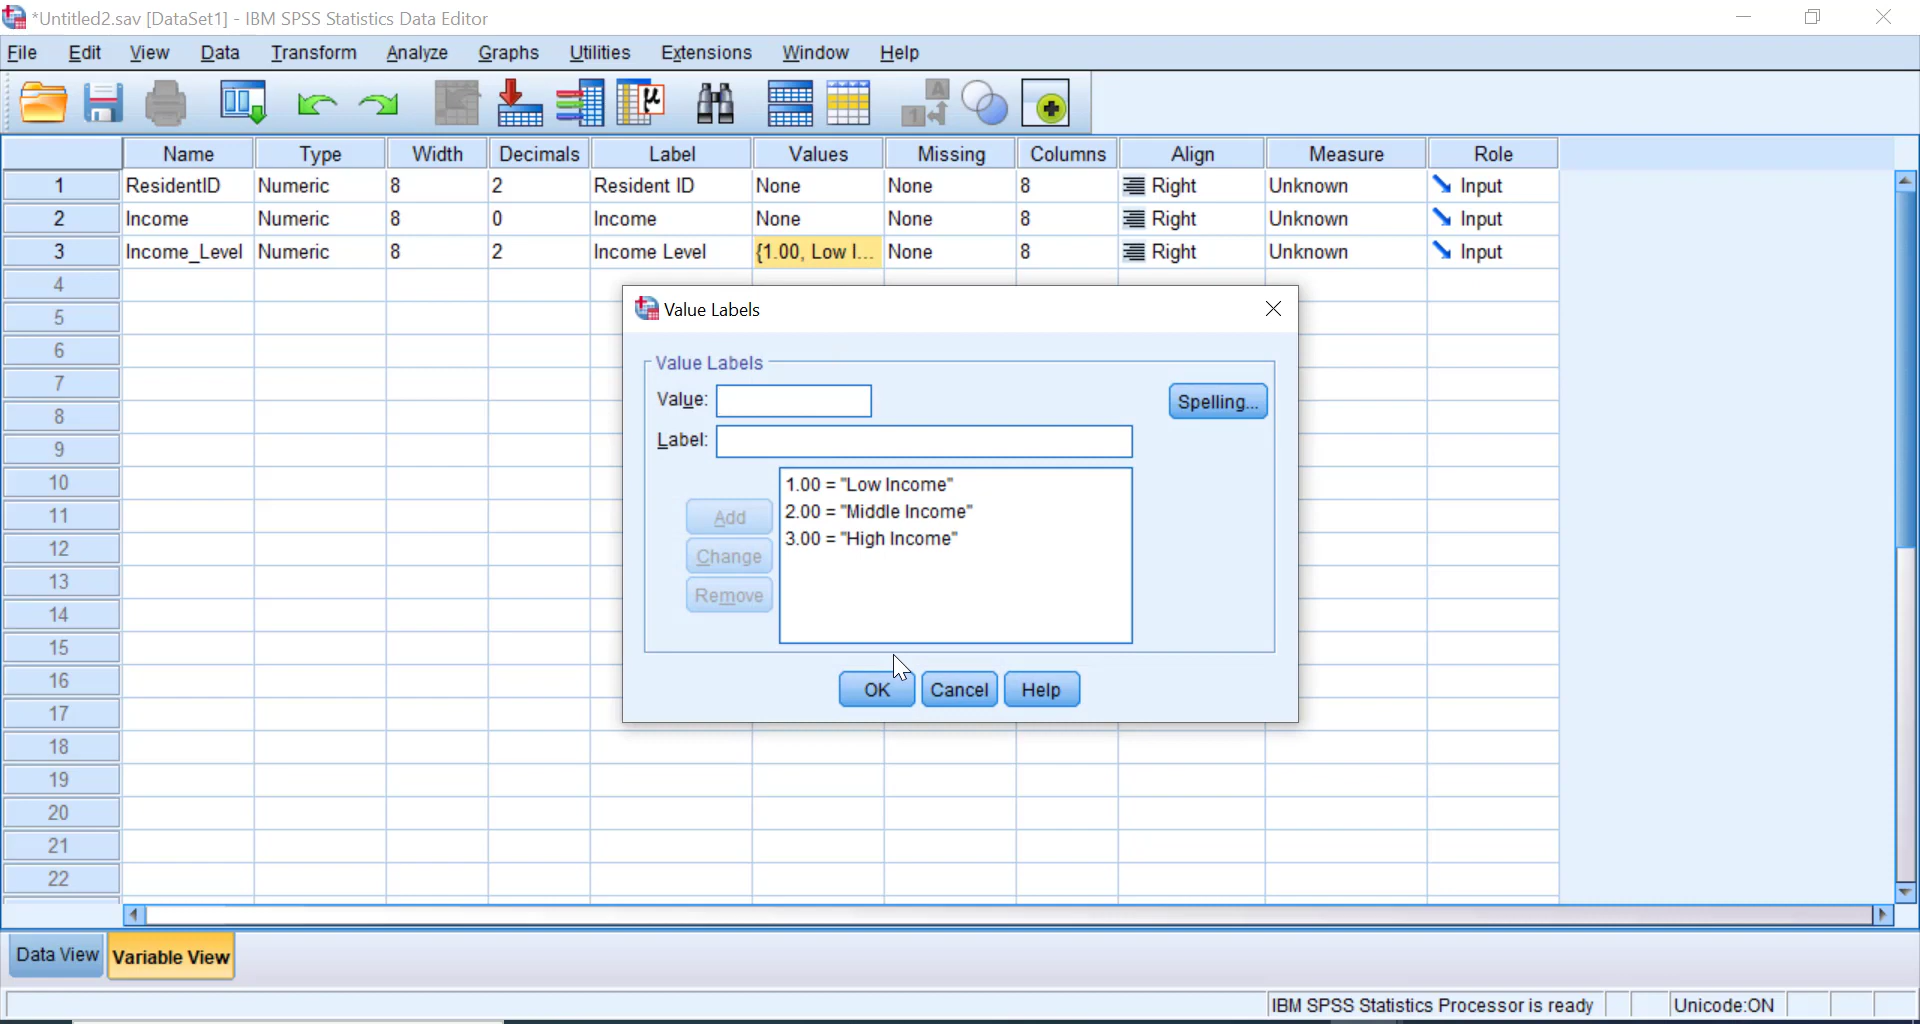 *Untitled2.sav [DataSet1] - IBM SPSS Statistics Data Editor
File Edit View Data Transform Analyze Graphs Utilities Extensions Window Help
Name Type Width Decimals Label Values Missing Columns Align Measure Role
1 ResidentID Numeric 8 2 Resident ID None None 8 Right Unknown Input
2 Income Numeric 8 0 Income None None 8 Right Unknown Input
3 Income_Level Numeric 8 2 Income Level {1.00, Low I... None 8 Right Unknown Input
4
5
6
7
8
9
10
11
12
13
14
15
16
17
18
19
20
21
22
Value Labels
Value Labels
Value:
Spelling...
Label:
1.00 = "Low Income"
2.00 = "Middle Income"
3.00 = "High Income"
Add
Change
Remove
OK Cancel Help
Data View Variable View
IBM SPSS Statistics Processor is ready Unicode:ON